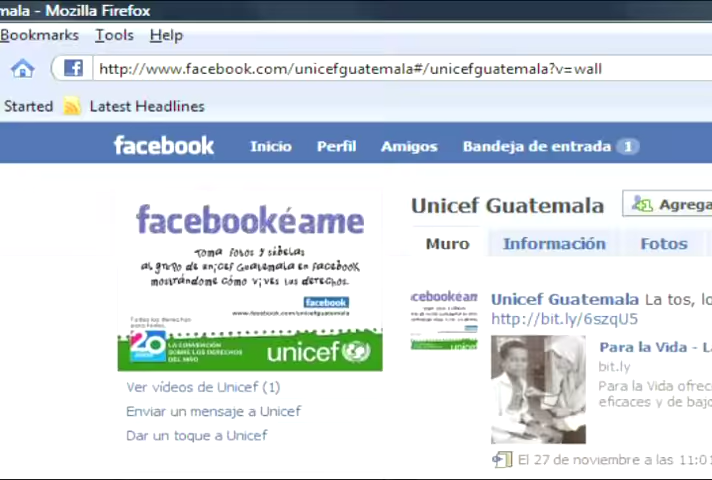 mala - Mozilla Firefox
Bookmarks Tools Help
http://www.facebook.com/unicefguatemala#/unicefguatemala?v=wall
Started Latest Headlines
facebook Inicio Perfil Amigos Bandeja de entrada 1
facebookéame
Toma fotos y súbelas
al grupo de unicef Guatemala en facebook
mostrándome cómo vives tus derechos.
facebook
www.facebook.com/unicefguatemala
20
LA CONVENCIÓN
SOBRE LOS DERECHOS
DEL NIÑO
unicef
Ver vídeos de Unicef (1)
Enviar un mensaje a Unicef
Dar un toque a Unicef
Unicef Guatemala Agrega
Muro Información Fotos
cebookéam
Unicef Guatemala La tos, lo
http://bit.ly/6szqU5
Para la Vida - L
bit.ly
Para la Vida ofrec
eficaces y de bajo
El 27 de noviembre a las 11:01